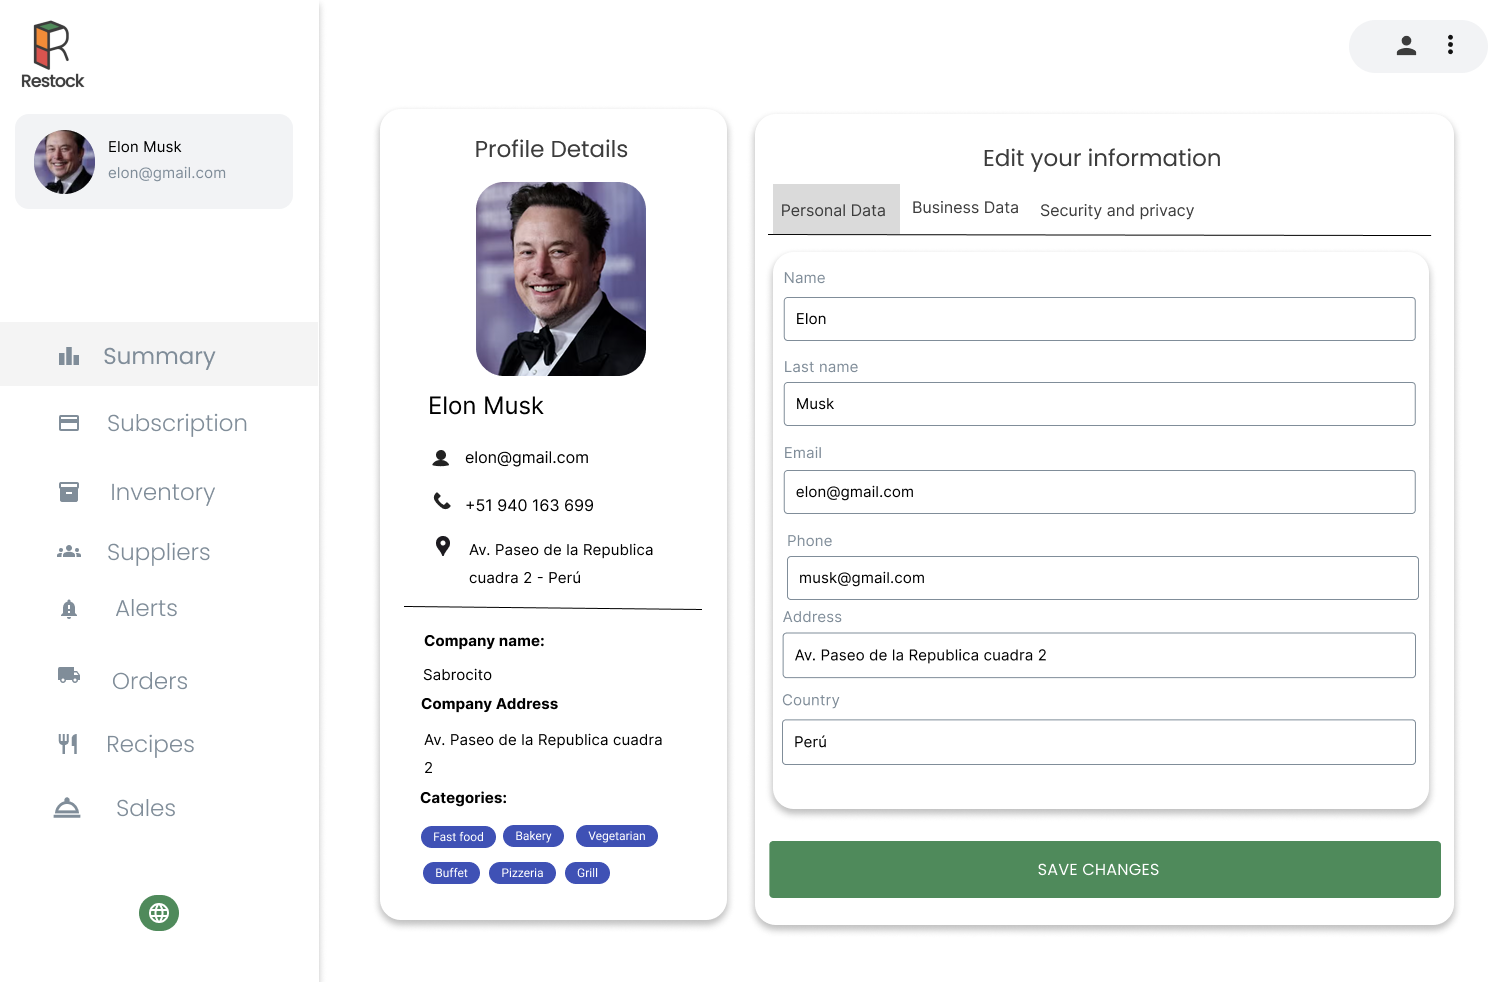 Restock
Elon Musk
elon@gmail.com
Summary
Subscription
Inventory
Suppliers
Alerts
Orders
Recipes
Sales
Profile Details
Elon Musk
elon@gmail.com
+51 940 163 699
Av. Paseo de la Republica
cuadra 2 - Perú
Company name:
Sabrocito
Company Address
Av. Paseo de la Republica cuadra
2
Categories:
Fast food Bakery Vegetarian
Buffet Pizzeria Grill
Edit your information
Personal Data Business Data Security and privacy
Name
Elon
Last name
Musk
Email
elon@gmail.com
Phone
musk@gmail.com
Address
Av. Paseo de la Republica cuadra 2
Country
Perú
SAVE CHANGES